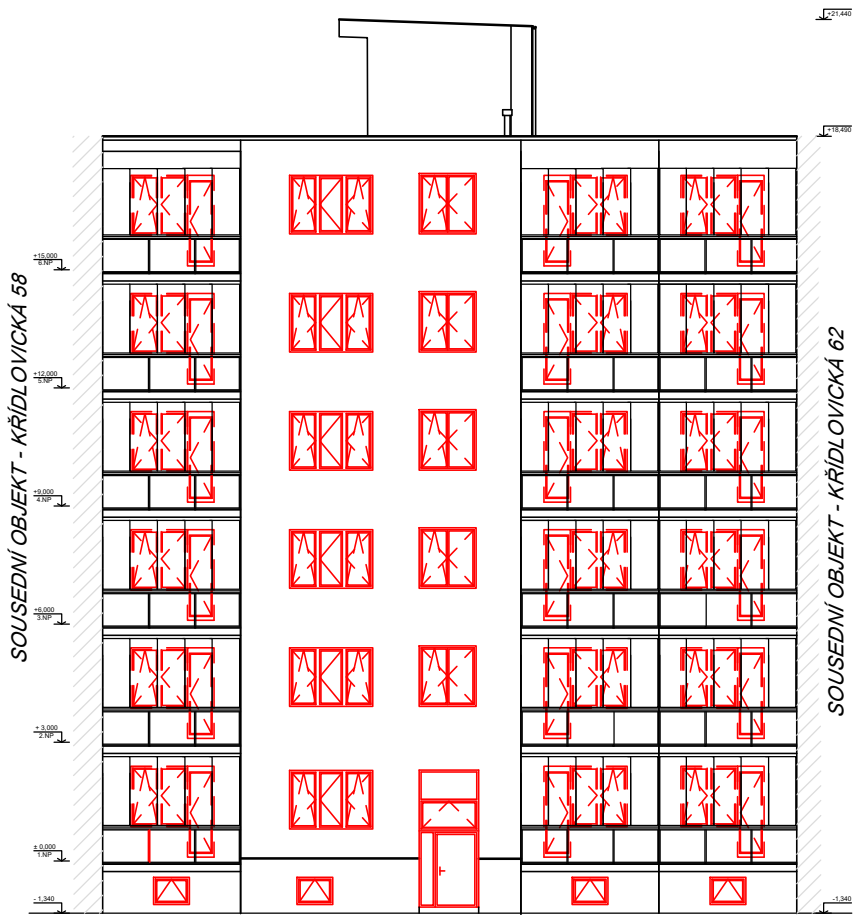 +21,440
+18,490
+15,000
6.NP
+12,000
5.NP
+9,000
4.NP
+6,000
3.NP
+ 3,000
2.NP
± 0,000
1.NP
- 1,340
-1,340
SOUSEDNÍ OBJEKT - KŘÍDLOVICKÁ 58
SOUSEDNÍ OBJEKT - KŘÍDLOVICKÁ 62